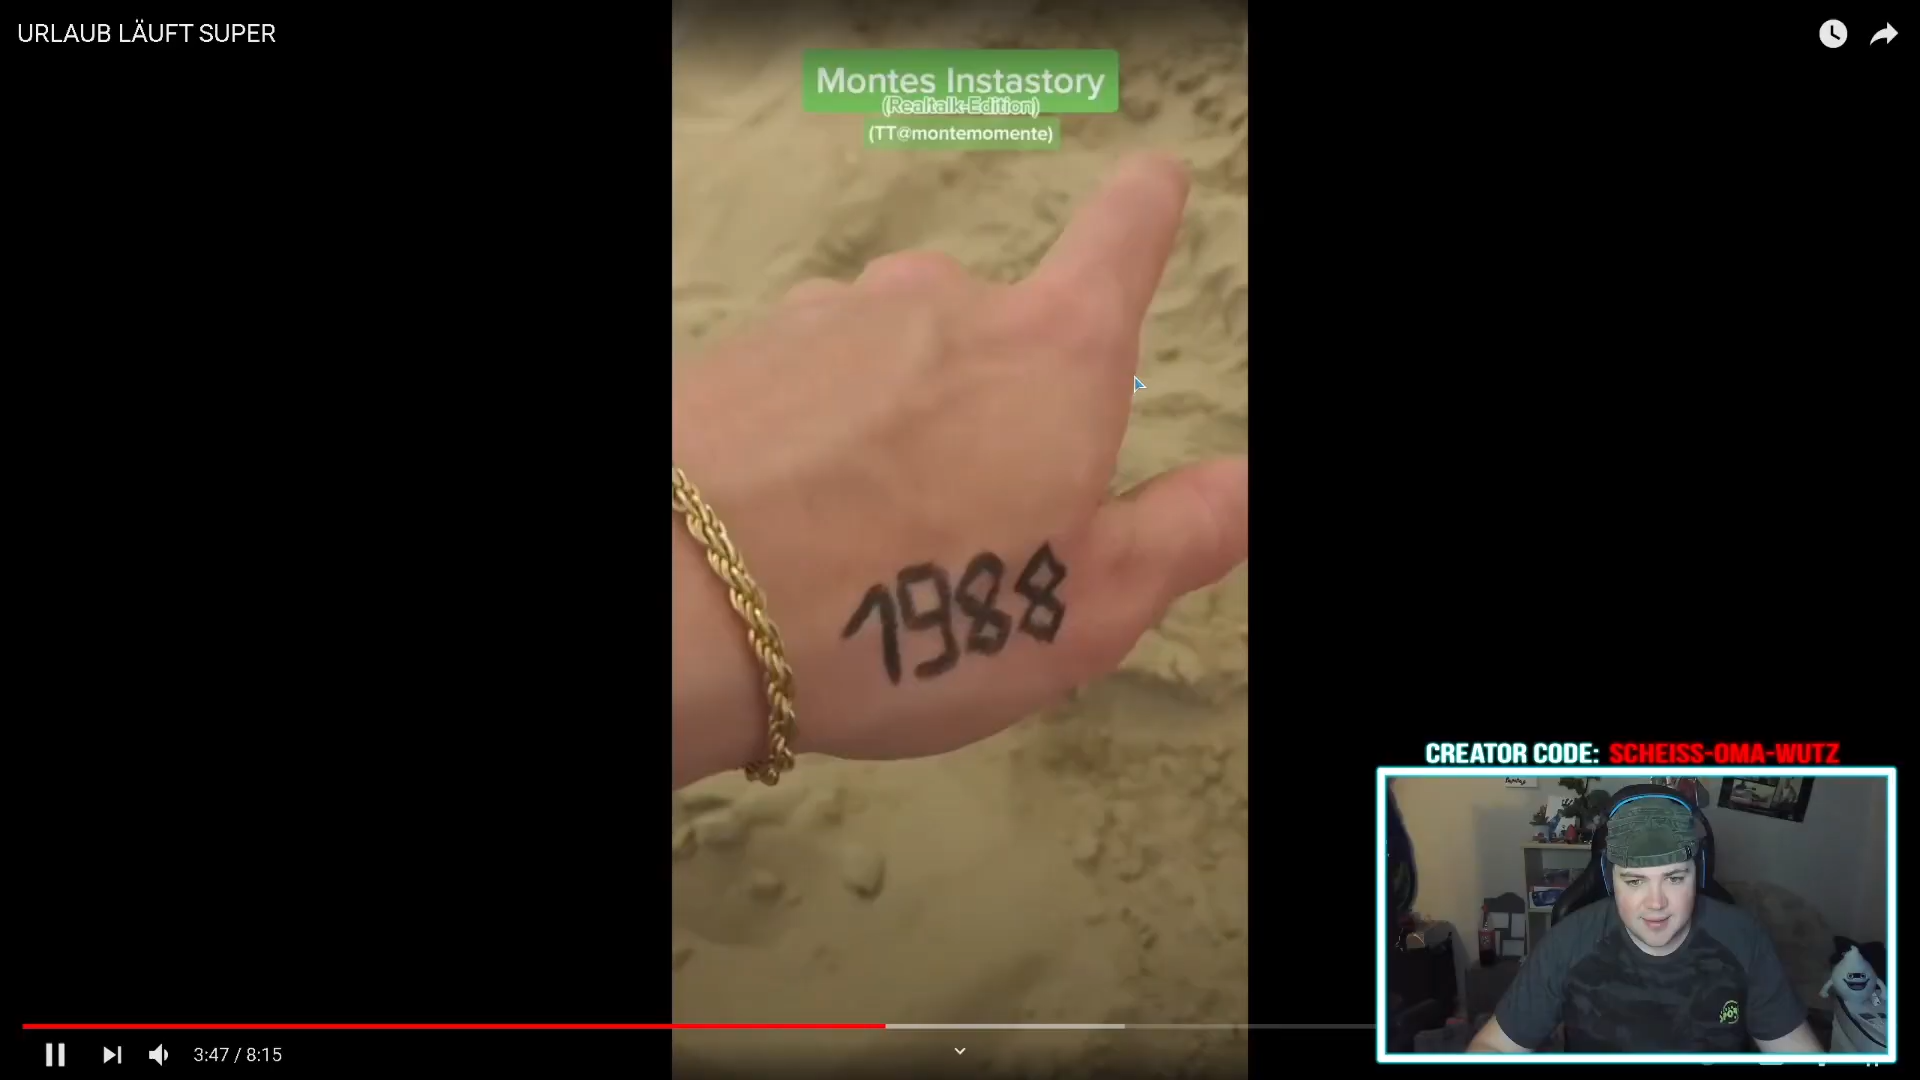 URLAUB LÄUFT SUPER
Montes Instastory
(Realtalk-Edition)
(TT@montemomente)
1988
CREATOR CODE: SCHEISS-OMA-WUTZ
3:47 / 8:15